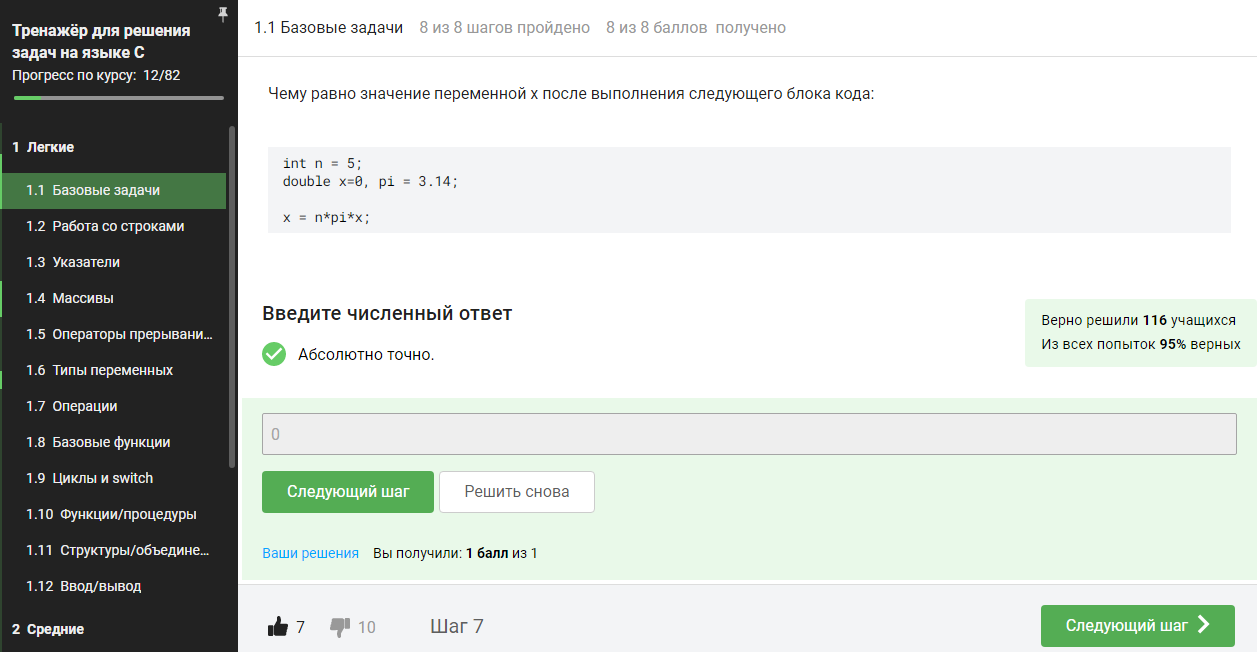 Тренажёр для решения
задач на языке C
Прогресс по курсу: 12/82
1 Легкие
1.1 Базовые задачи
1.2 Работа со строками
1.3 Указатели
1.4 Массивы
1.5 Операторы прерывани...
1.6 Типы переменных
1.7 Операции
1.8 Базовые функции
1.9 Циклы и switch
1.10 Функции/процедуры
1.11 Структуры/объедине...
1.12 Ввод/вывод
2 Средние
1.1 Базовые задачи 8 из 8 шагов пройдено 8 из 8 баллов получено
Чему равно значение переменной x после выполнения следующего блока кода:
int n = 5;
double x=0, pi = 3.14;
x = n*pi*x;
Введите численный ответ
Абсолютно точно.
Верно решили 116 учащихся
Из всех попыток 95% верных
0
Следующий шаг Решить снова
Ваши решения Вы получили: 1 балл из 1
7 10 Шаг 7 Следующий шаг